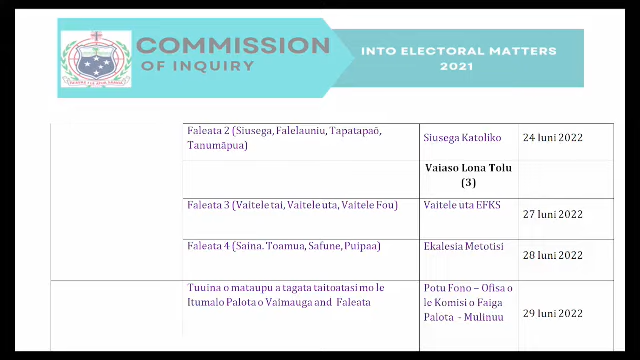 COMMISSION
OF INQUIRY
INTO ELECTORAL MATTERS
2021
Faleata 2 (Siusega, Falelauniu, Tapatapaō,
Tanumāpua)
Siusega Katoliko
24 Iuni 2022
Vaiaso Lona Tolu
(3)
Faleata 3 (Vaitele tai, Vaitele uta, Vaitele Fou)
Vaitele uta EFKS
27 Iuni 2022
Faleata 4 (Saina. Toamua, Safune, Puipaa)
Ekalesia Metotisi
28 Iuni 2022
Tuuina o mataupu a tagata taitoatasi mo le
Itumalo Palota o Vaimauga and Faleata
Potu Fono – Ofisa o
le Komisi o Faiga
Palota - Mulinuu
29 Iuni 2022